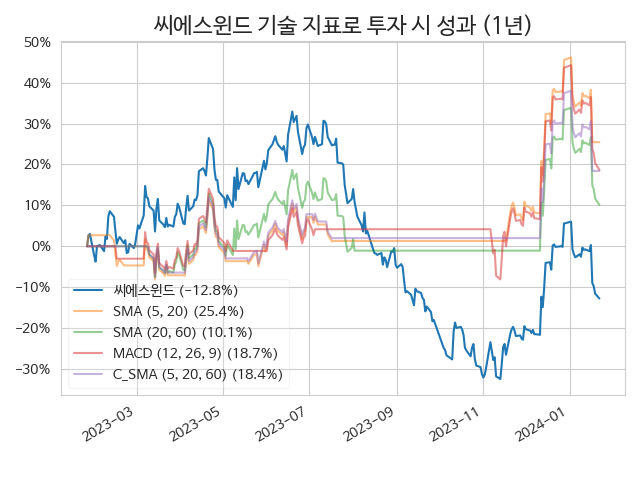 씨에스윈드 기술 지표로 투자 시 성과 (1년)
50%
40%
30%
20%
10%
0%
−10%
−20%
−30%
씨에스윈드 (−12.8%)
SMA (5, 20) (25.4%)
SMA (20, 60) (10.1%)
MACD (12, 26, 9) (18.7%)
C_SMA (5, 20, 60) (18.4%)
2023−03
2023−05
2023−07
2023−09
2023−11
2024−01